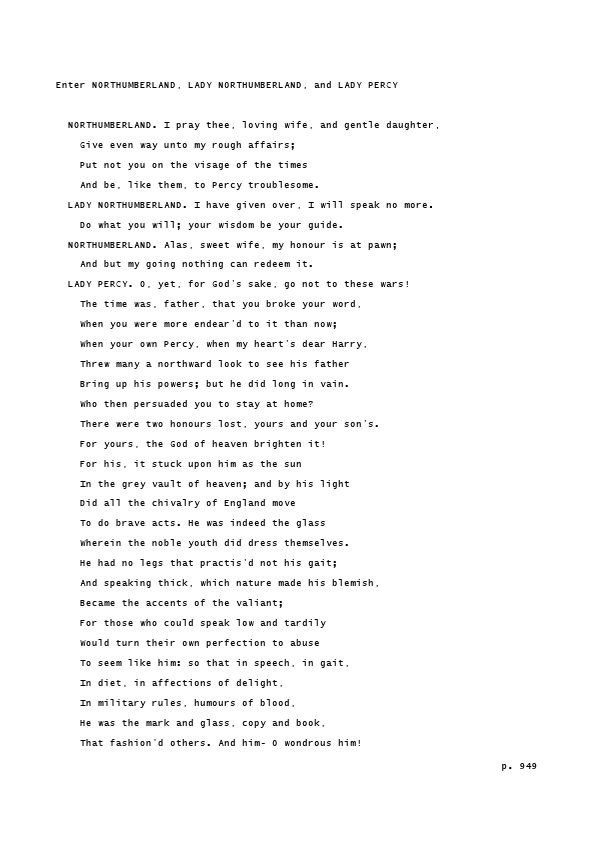 Enter NORTHUMBERLAND, LADY NORTHUMBERLAND, and LADY PERCY
NORTHUMBERLAND. I pray thee, loving wife, and gentle daughter,
Give even way unto my rough affairs;
Put not you on the visage of the times
And be, like them, to Percy troublesome.
LADY NORTHUMBERLAND. I have given over, I will speak no more.
Do what you will; your wisdom be your guide.
NORTHUMBERLAND. Alas, sweet wife, my honour is at pawn;
And but my going nothing can redeem it.
LADY PERCY. O, yet, for God's sake, go not to these wars!
The time was, father, that you broke your word,
When you were more endear'd to it than now;
When your own Percy, when my heart's dear Harry,
Threw many a northward look to see his father
Bring up his powers; but he did long in vain.
Who then persuaded you to stay at home?
There were two honours lost, yours and your son's.
For yours, the God of heaven brighten it!
For his, it stuck upon him as the sun
In the grey vault of heaven; and by his light
Did all the chivalry of England move
To do brave acts. He was indeed the glass
Wherein the noble youth did dress themselves.
He had no legs that practis'd not his gait;
And speaking thick, which nature made his blemish,
Became the accents of the valiant;
For those who could speak low and tardily
Would turn their own perfection to abuse
To seem like him: so that in speech, in gait,
In diet, in affections of delight,
In military rules, humours of blood,
He was the mark and glass, copy and book,
That fashion'd others. And him- O wondrous him!
p. 949